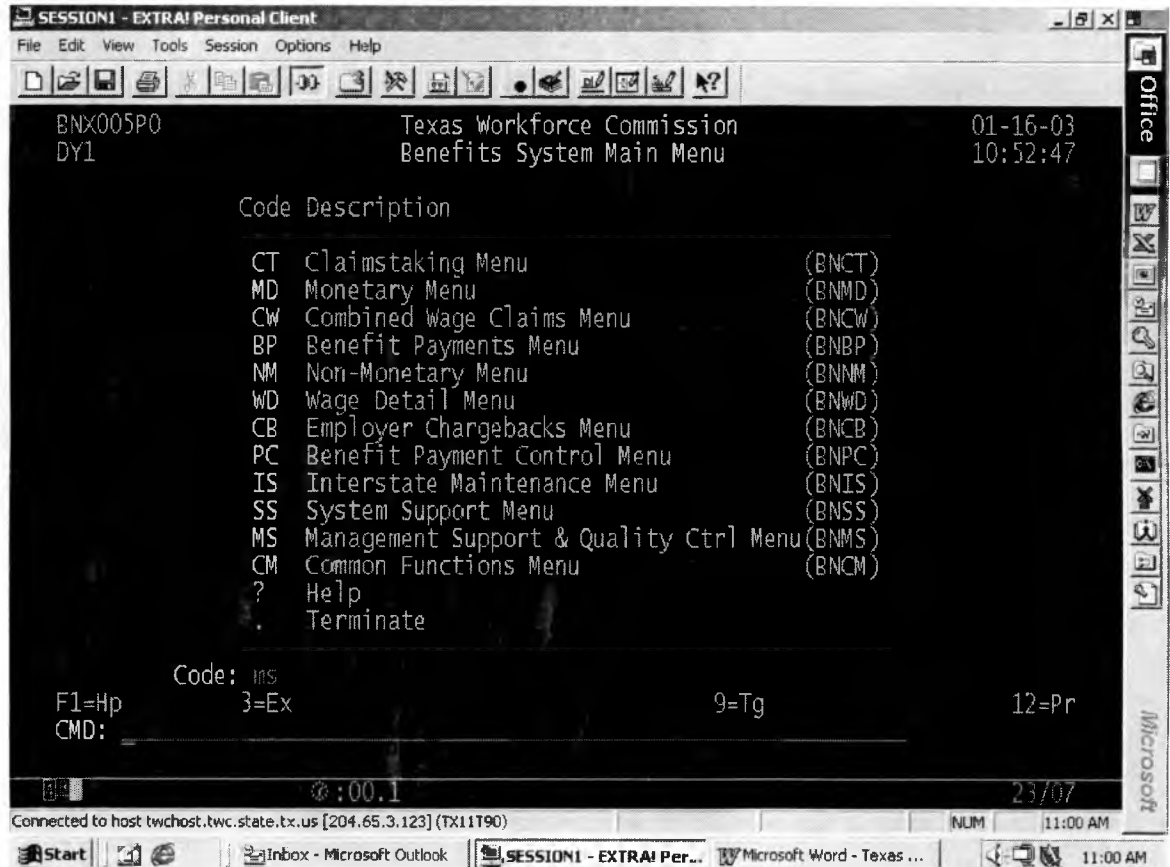 SESSION1 - EXTRA! Personal Client
File Edit View Tools Session Options Help
BNX005P0 Texas Workforce Commission 01-16-03
DY1 Benefits System Main Menu 10:52:47
Code Description
CT Claimstaking Menu (BNCT)
MD Monetary Menu (BNMD)
CW Combined Wage Claims Menu (BNCW)
BP Benefit Payments Menu (BNBP)
NM Non-Monetary Menu (BNNM)
WD Wage Detail Menu (BNWD)
CB Employer Chargebacks Menu (BNCB)
PC Benefit Payment Control Menu (BNPC)
IS Interstate Maintenance Menu (BNIS)
SS System Support Menu (BNSS)
MS Management Support & Quality Ctrl Menu(BNMS)
CM Common Functions Menu (BNCM)
? Help
. Terminate
Code: ms
F1=Hp 3=Ex 9=Tg 12=Pr
CMD:
:00.1 23/07
Connected to host twchost.twc.state.tx.us [204.65.3.123] (TX11T90) NUM 11:00 AM
Start Inbox - Microsoft Outlook SESSION1 - EXTRA! Per... Microsoft Word - Texas ... 11:00 AM
Office
Microsoft